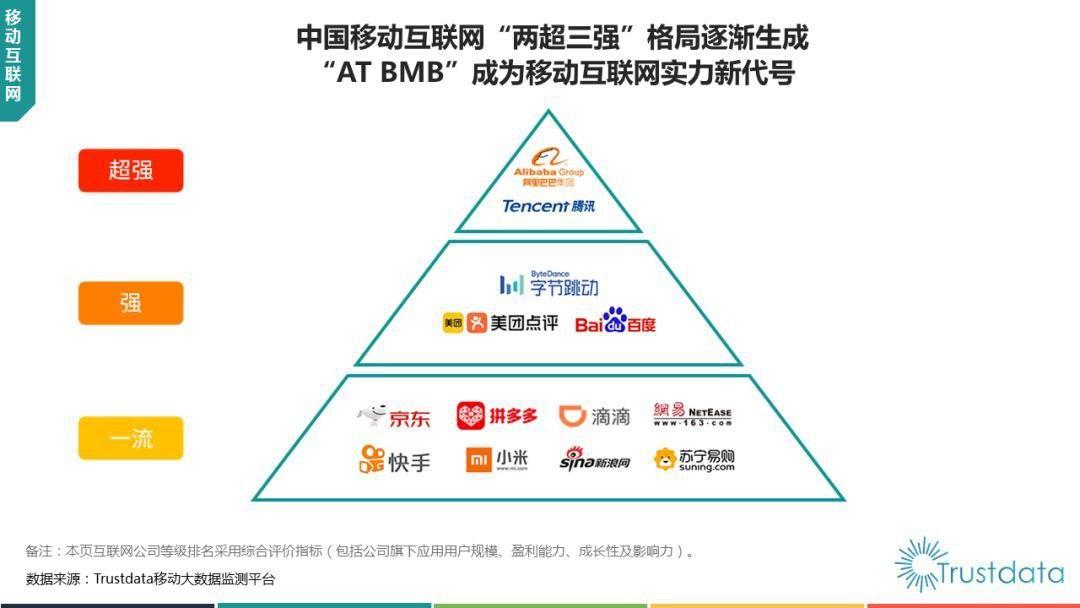 移动互联网
中国移动互联网“两超三强”格局逐渐生成
“AT BMB”成为移动互联网实力新代号
超强
Alibaba Group
阿里巴巴集团
Tencent 腾讯
强
ByteDance
字节跳动
美团 美团点评 Bai du 百度
一流
京东 拼多多 滴滴 網易 NETEASE
www.163.com
快手 mi 小米 sina 新浪网 苏宁易购
www.mi.com suning.com
备注：本页互联网公司等级排名采用综合评价指标（包括公司旗下应用用户规模、盈利能力、成长性及影响力）。
数据来源：Trustdata移动大数据监测平台
Trustdata